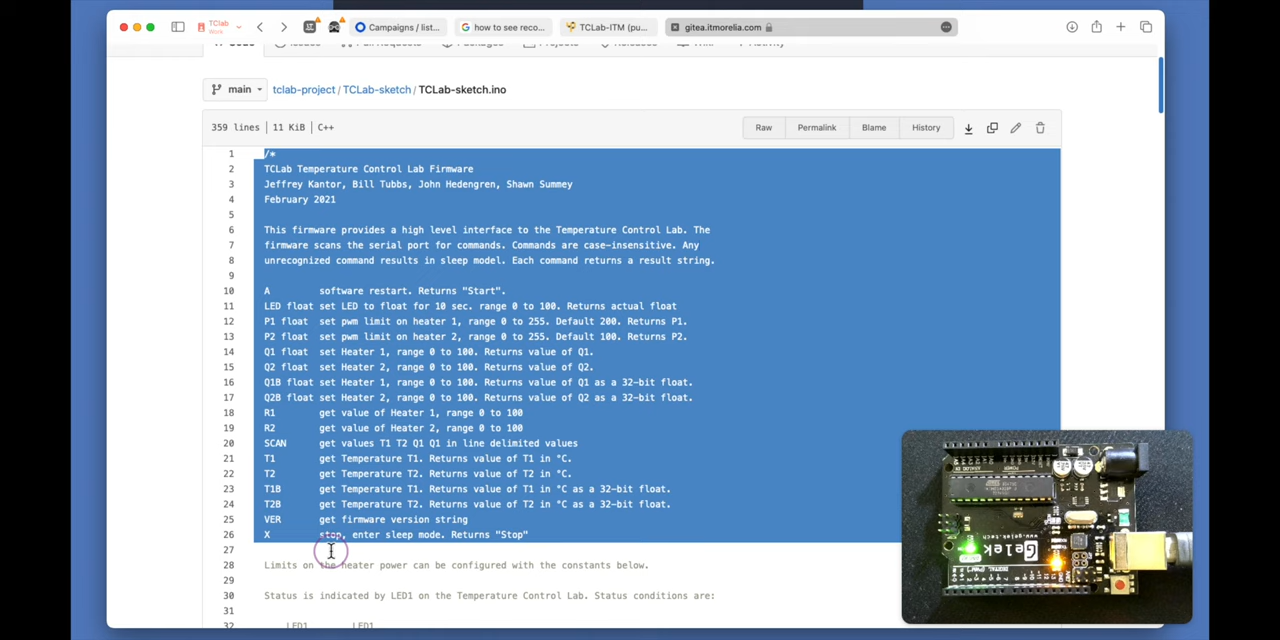 TClab
Work
Campaigns / list...
how to see reco...
TCLab-ITM (pu...
gitea.itmorelia.com
main
tclab-project / TCLab-sketch / TCLab-sketch.ino
359 lines | 11 KiB | C++
Raw
Permalink
Blame
History
1 /*
2 TCLab Temperature Control Lab Firmware
3 Jeffrey Kantor, Bill Tubbs, John Hedengren, Shawn Summey
4 February 2021
5
6 This firmware provides a high level interface to the Temperature Control Lab. The
7 firmware scans the serial port for commands. Commands are case-insensitive. Any
8 unrecognized command results in sleep model. Each command returns a result string.
9
10 A software restart. Returns "Start".
11 LED float set LED to float for 10 sec. range 0 to 100. Returns actual float
12 P1 float set pwm limit on heater 1, range 0 to 255. Default 200. Returns P1.
13 P2 float set pwm limit on heater 2, range 0 to 255. Default 100. Returns P2.
14 Q1 float set Heater 1, range 0 to 100. Returns value of Q1.
15 Q2 float set Heater 2, range 0 to 100. Returns value of Q2.
16 Q1B float set Heater 1, range 0 to 100. Returns value of Q1 as a 32-bit float.
17 Q2B float set Heater 2, range 0 to 100. Returns value of Q2 as a 32-bit float.
18 R1 get value of Heater 1, range 0 to 100
19 R2 get value of Heater 2, range 0 to 100
20 SCAN get values T1 T2 Q1 Q1 in line delimited values
21 T1 get Temperature T1. Returns value of T1 in °C.
22 T2 get Temperature T2. Returns value of T2 in °C.
23 T1B get Temperature T1. Returns value of T1 in °C as a 32-bit float.
24 T2B get Temperature T2. Returns value of T2 in °C as a 32-bit float.
25 VER get firmware version string
26 X stop, enter sleep mode. Returns "Stop"
27
28 Limits on the heater power can be configured with the constants below.
29
30 Status is indicated by LED1 on the Temperature Control Lab. Status conditions are:
31
32 LED1 LED1
www.gelek.tech
Gelek
POWER